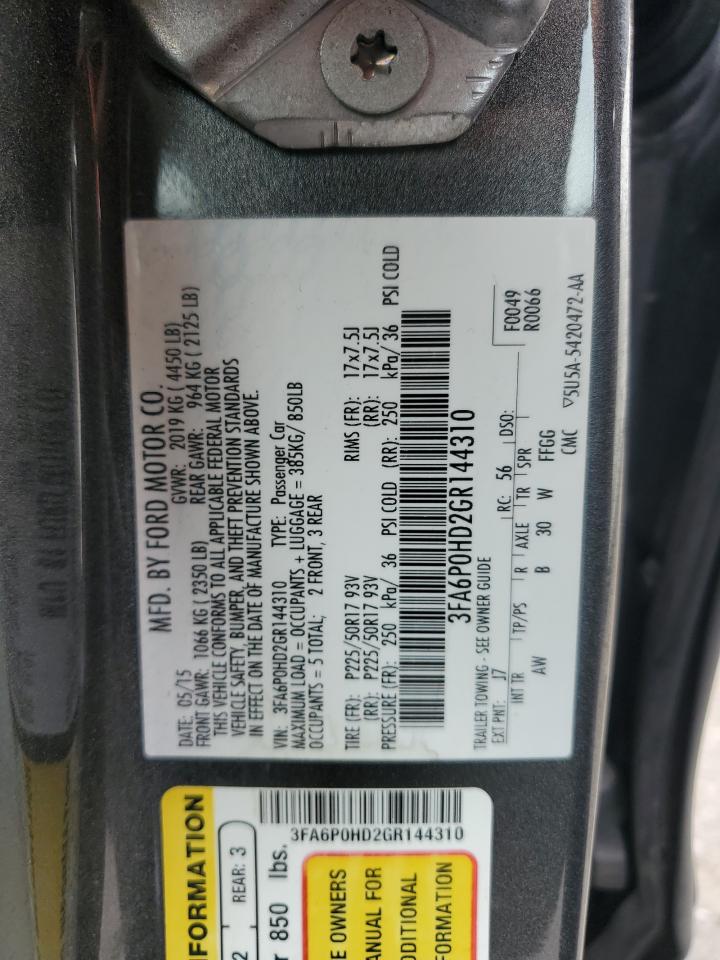 MFD. BY FORD MOTOR CO.
DATE: 05/15 GVWR: 2019 KG ( 4450 LB)
FRONT GAWR: 1066 KG ( 2350 LB) REAR GAWR: 964 KG ( 2125 LB)
THIS VEHICLE CONFORMS TO ALL APPLICABLE FEDERAL MOTOR
VEHICLE SAFETY, BUMPER, AND THEFT PREVENTION STANDARDS
IN EFFECT ON THE DATE OF MANUFACTURE SHOWN ABOVE.
VIN: 3FA6P0HD2GR144310 TYPE: Passenger Car
MAXIMUM LOAD = OCCUPANTS + LUGGAGE = 385KG/ 850LB
OCCUPANTS = 5 TOTAL; 2 FRONT, 3 REAR
TIRE (FR): P225/50R17 93V RIMS (FR): 17x7.5J
(RR): P225/50R17 93V (RR): 17x7.5J
PRESSURE (FR): 250 kPa/ 36 PSI COLD (RR): 250 kPa/ 36 PSI COLD
3FA6P0HD2GR144310
TRAILER TOWING - SEE OWNER GUIDE F0049
EXT PNT: J7 RC: 56 DSO: R0066
INT TR TP/PS R AXLE TR SPR
AW B 30 W FFGG
CMC ▽5U5A-5420472-AA
3FA6P0HD2GR144310
NFORMATION
2 REAR: 3
r 850 lbs.
E OWNERS
ANUAL FOR
DDITIONAL
FORMATION